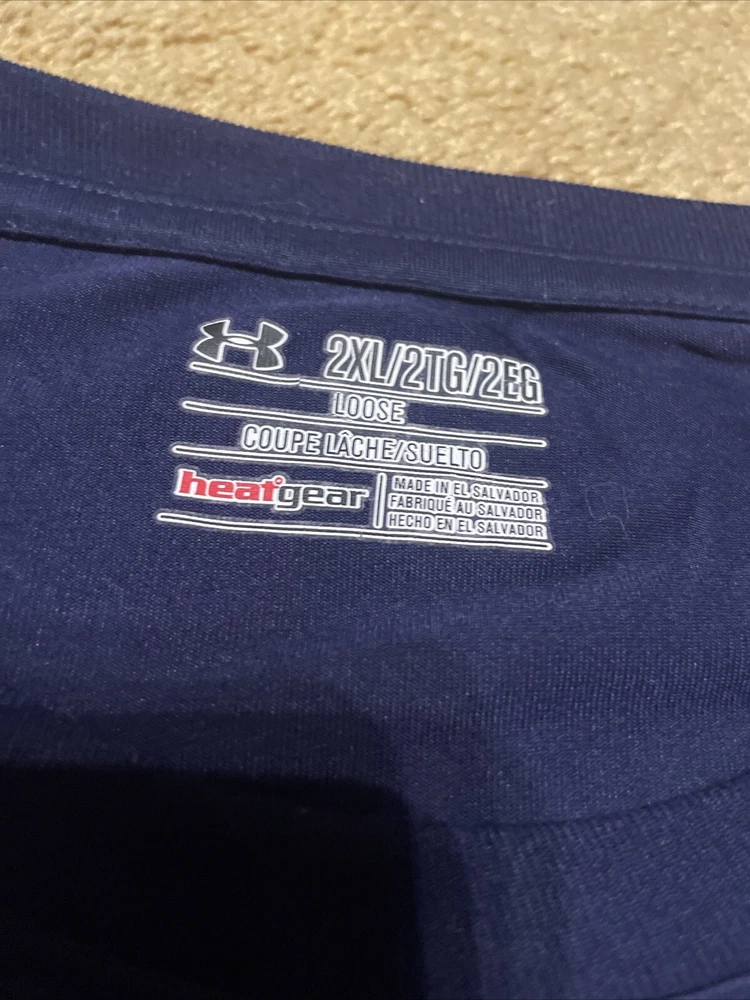 2XL/2TG/2EG
LOOSE
COUPE LÂCHE/SUELTO
heatgear
MADE IN EL SALVADOR
FABRIQUÉ AU SALVADOR
HECHO EN EL SALVADOR